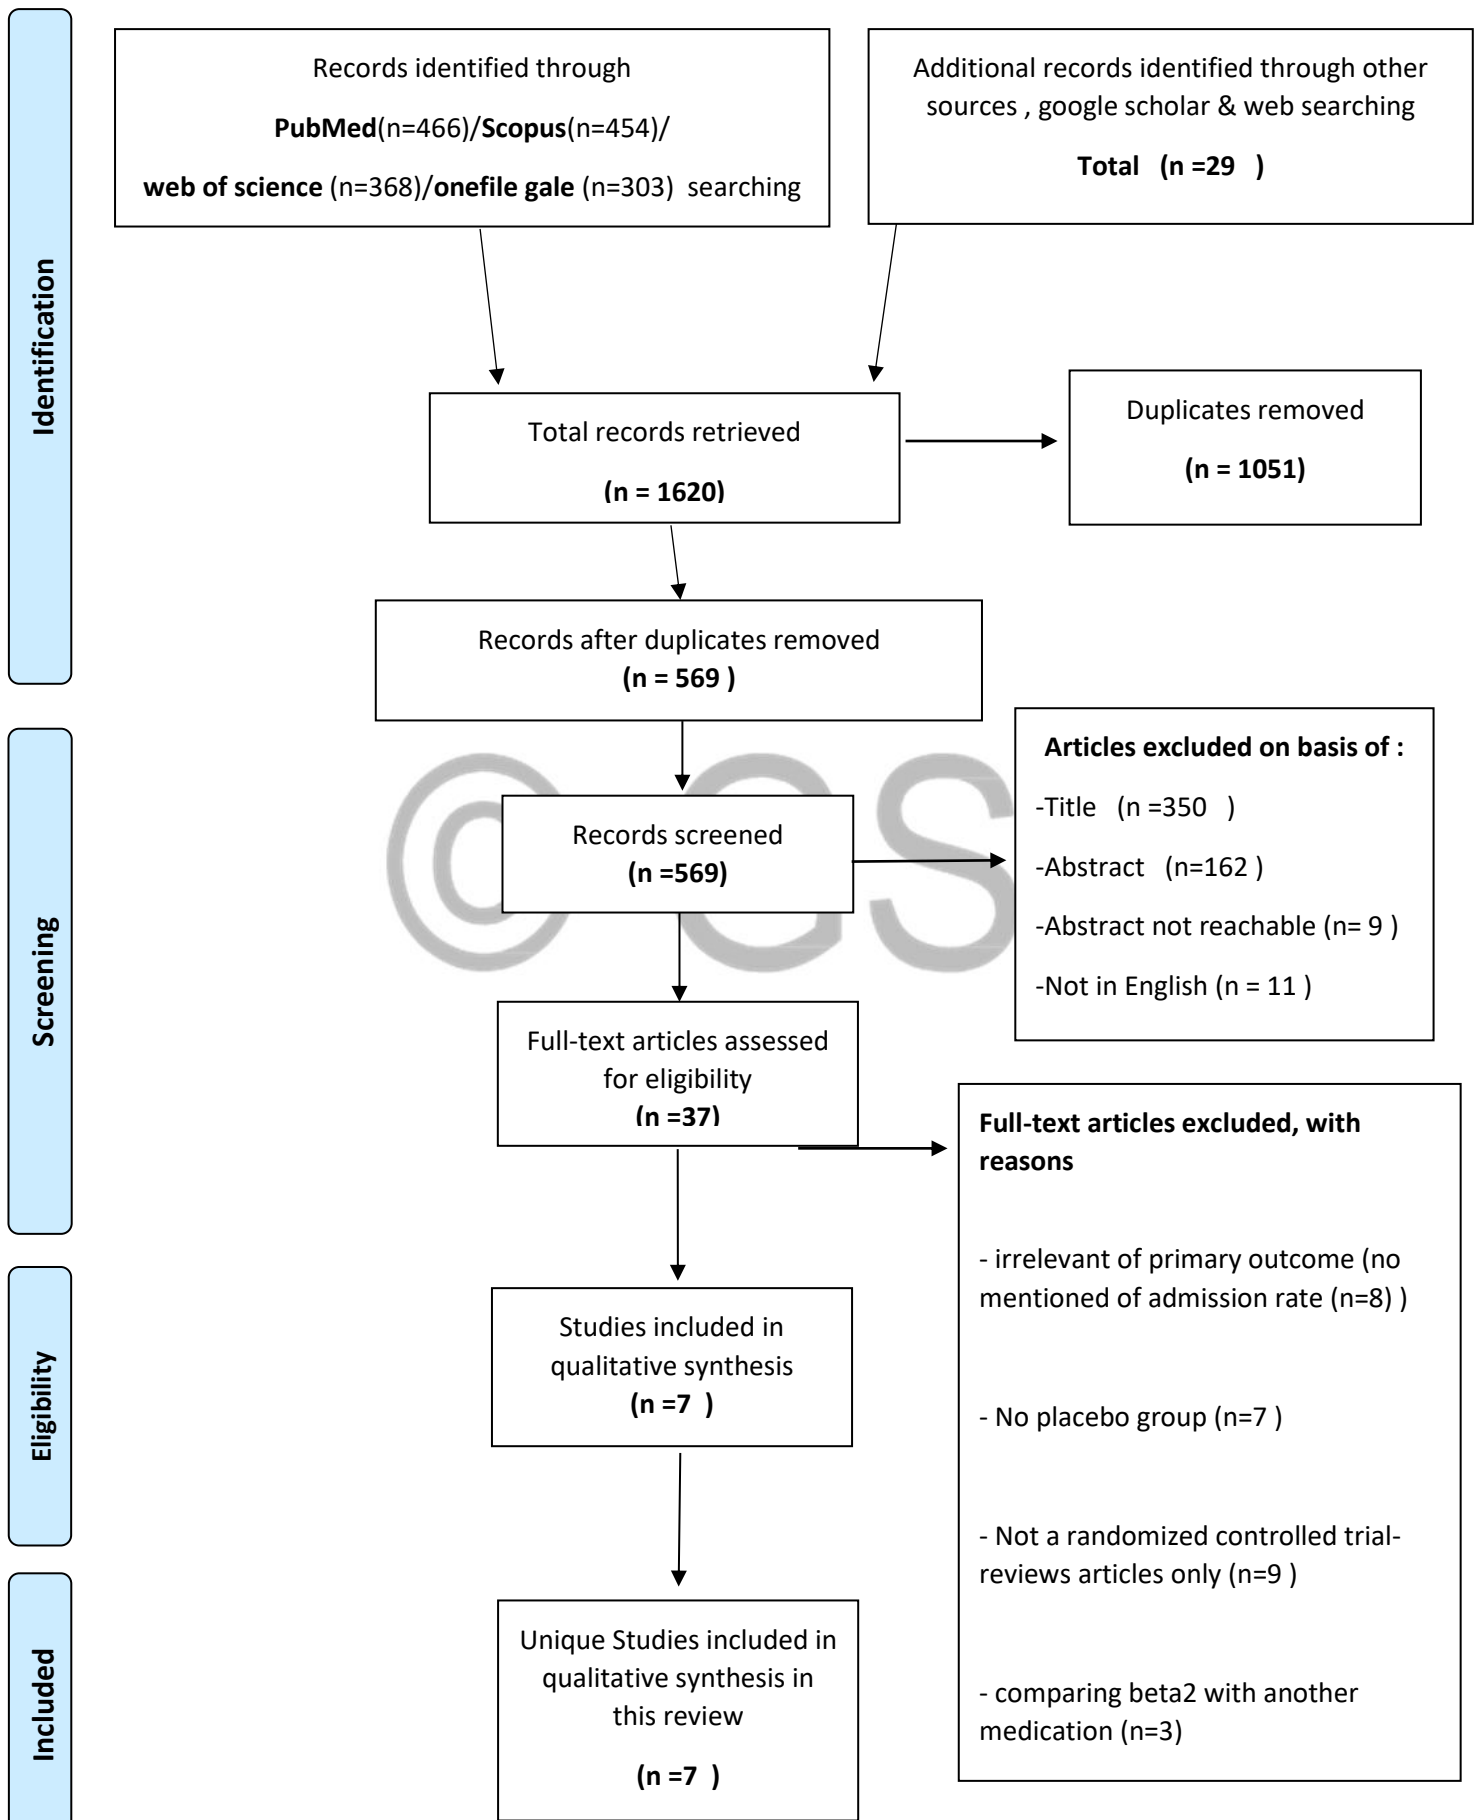 Identification
Records identified through
PubMed(n=466)/Scopus(n=454)/
web of science (n=368)/onefile gale (n=303) searching
Additional records identified through other
sources , google scholar & web searching
Total (n =29 )
Total records retrieved
(n = 1620)
Duplicates removed
(n = 1051)
Records after duplicates removed
(n = 569 )
Screening
© GS
Records screened
(n =569)
Articles excluded on basis of :
-Title (n =350 )
-Abstract (n=162 )
-Abstract not reachable (n= 9 )
-Not in English (n = 11 )
Full-text articles assessed
for eligibility
(n =37)
Full-text articles excluded, with
reasons
- irrelevant of primary outcome (no
mentioned of admission rate (n=8) )
- No placebo group (n=7 )
- Not a randomized controlled trial-
reviews articles only (n=9 )
- comparing beta2 with another
medication (n=3)
Eligibility
Studies included in
qualitative synthesis
(n =7 )
Included
Unique Studies included in
qualitative synthesis in
this review
(n =7 )